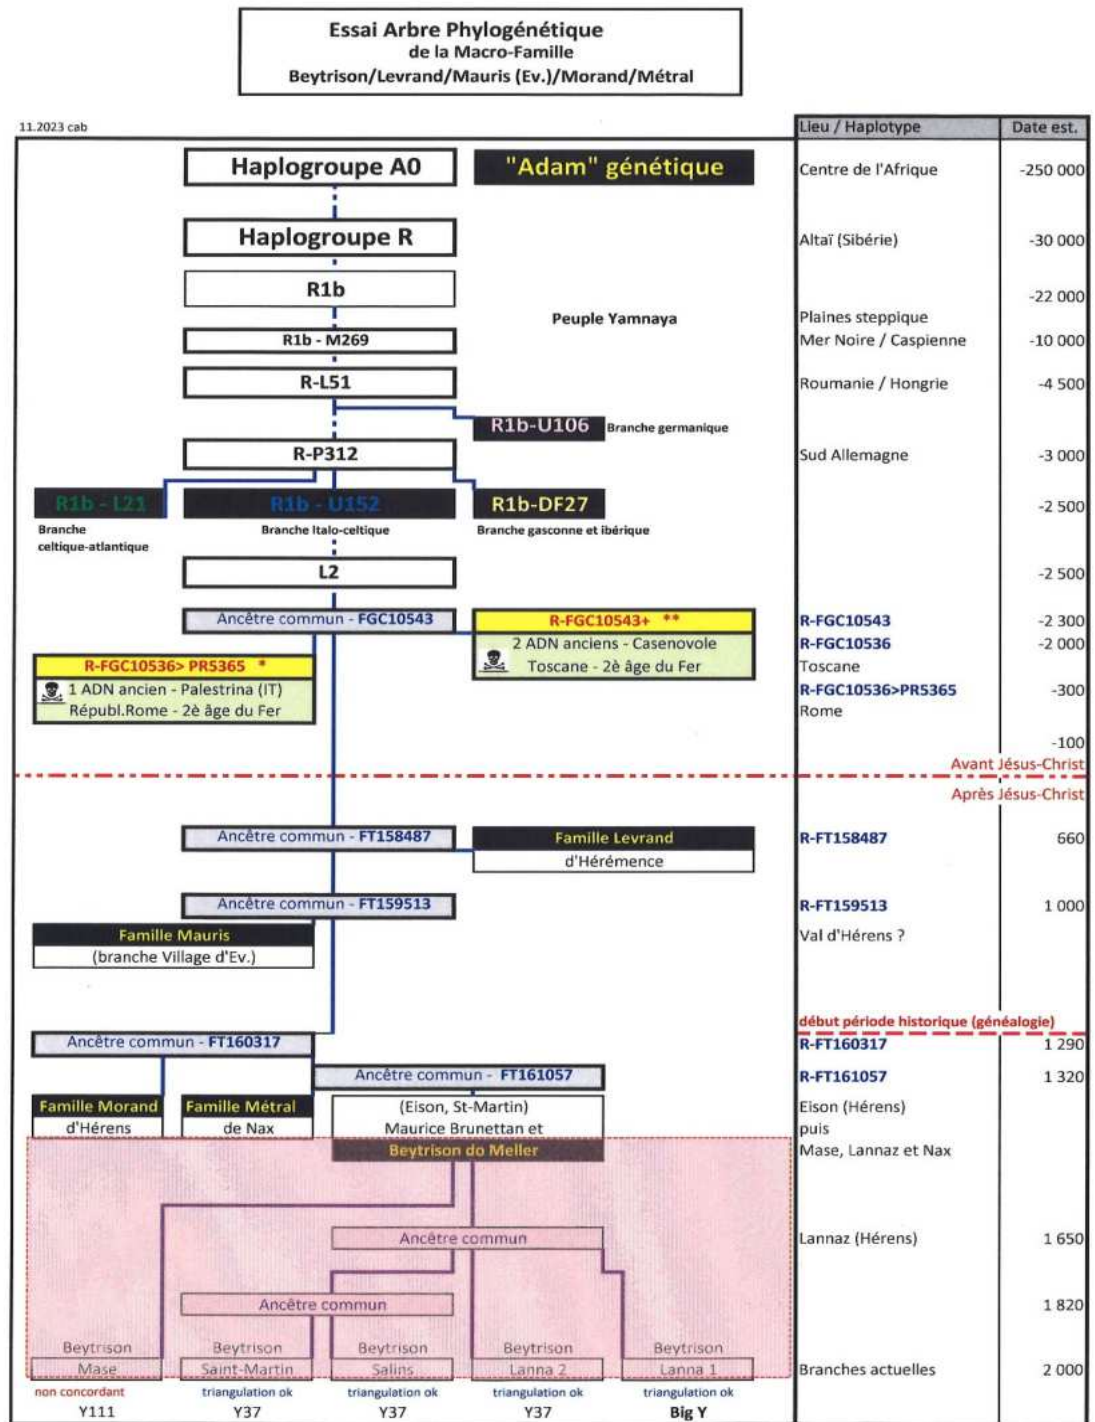 Essai Arbre Phylogénétique
de la Macro-Famille
Beytrison/Levrand/Mauris (Ev.)/Morand/Métral
11.2023 cab
Lieu / Haplotype Date est.
Haplogroupe A0 "Adam" génétique Centre de l'Afrique -250 000
Haplogroupe R Altaï (Sibérie) -30 000
R1b -22 000
Peuple Yamnaya Plaines steppique
R1b - M269 Mer Noire / Caspienne -10 000
R-L51 Roumanie / Hongrie -4 500
R1b-U106 Branche germanique
R-P312 Sud Allemagne -3 000
R1b - L21 R1b - U152 R1b-DF27 -2 500
Branche Branche Italo-celtique Branche gasconne et ibérique
celtique-atlantique
L2 -2 500
Ancêtre commun - FGC10543 R-FGC10543+ ** R-FGC10543 -2 300
2 ADN anciens - Casenovole R-FGC10536 -2 000
Toscane - 2è âge du Fer Toscane
R-FGC10536> PR5365 *
1 ADN ancien - Palestrina (IT) R-FGC10536>PR5365 -300
Républ.Rome - 2è âge du Fer Rome
-100
Avant Jésus-Christ
Après Jésus-Christ
Ancêtre commun - FT158487 Famille Levrand R-FT158487 660
d'Hérémence
Ancêtre commun - FT159513 R-FT159513 1 000
Famille Mauris Val d'Hérens ?
(branche Village d'Ev.)
début période historique (généalogie)
Ancêtre commun - FT160317 R-FT160317 1 290
Ancêtre commun - FT161057 R-FT161057 1 320
Famille Morand Famille Métral (Eison, St-Martin) Eison (Hérens)
d'Hérens de Nax Maurice Brunettan et puis
Beytrison do Meller Mase, Lannaz et Nax
Ancêtre commun Lannaz (Hérens) 1 650
Ancêtre commun 1 820
Beytrison Beytrison Beytrison Beytrison Beytrison
Mase Saint-Martin Salins Lanna 2 Lanna 1 Branches actuelles 2 000
non concordant triangulation ok triangulation ok triangulation ok triangulation ok
Y111 Y37 Y37 Y37 Big Y